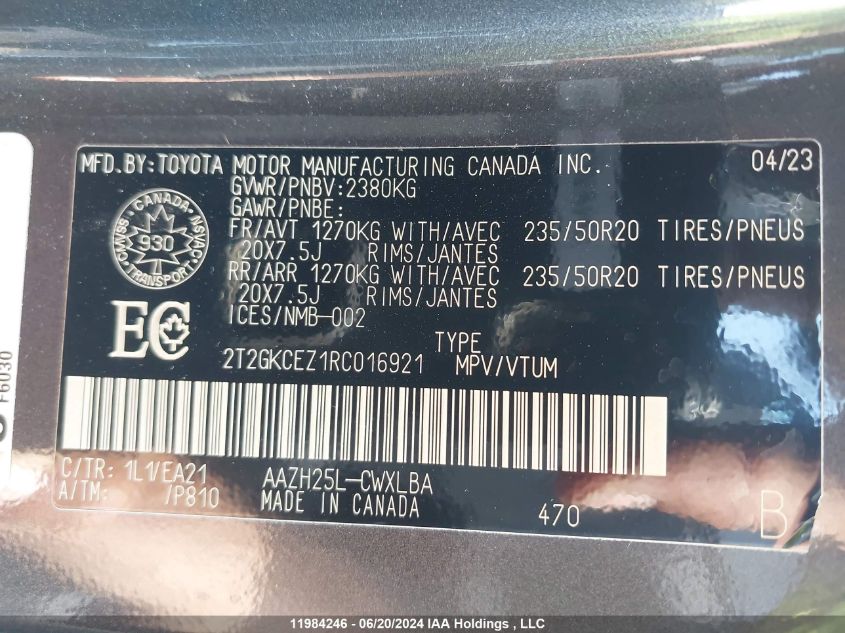 MFD.BY:TOYOTA MOTOR MANUFACTURING CANADA INC. 04/23
GVWR/PNBV:2380KG
GAWR/PNBE:
FR/AVT 1270KG WITH/AVEC 235/50R20 TIRES/PNEUS
20X7.5J RIMS/JANTES
RR/ARR 1270KG WITH/AVEC 235/50R20 TIRES/PNEUS
20X7.5J RIMS/JANTES
ICES/NMB-002
CANADA
CMVSS NSVAC
930
TRANSPORT
EC
TYPE
2T2GKCEZ1RC016921 MPV/VTUM
C/TR: 1L1/EA21 AAZH25L-CWXLBA
A/TM: /P810 MADE IN CANADA 470 B
F6030
11984246 - 06/20/2024 IAA Holdings , LLC